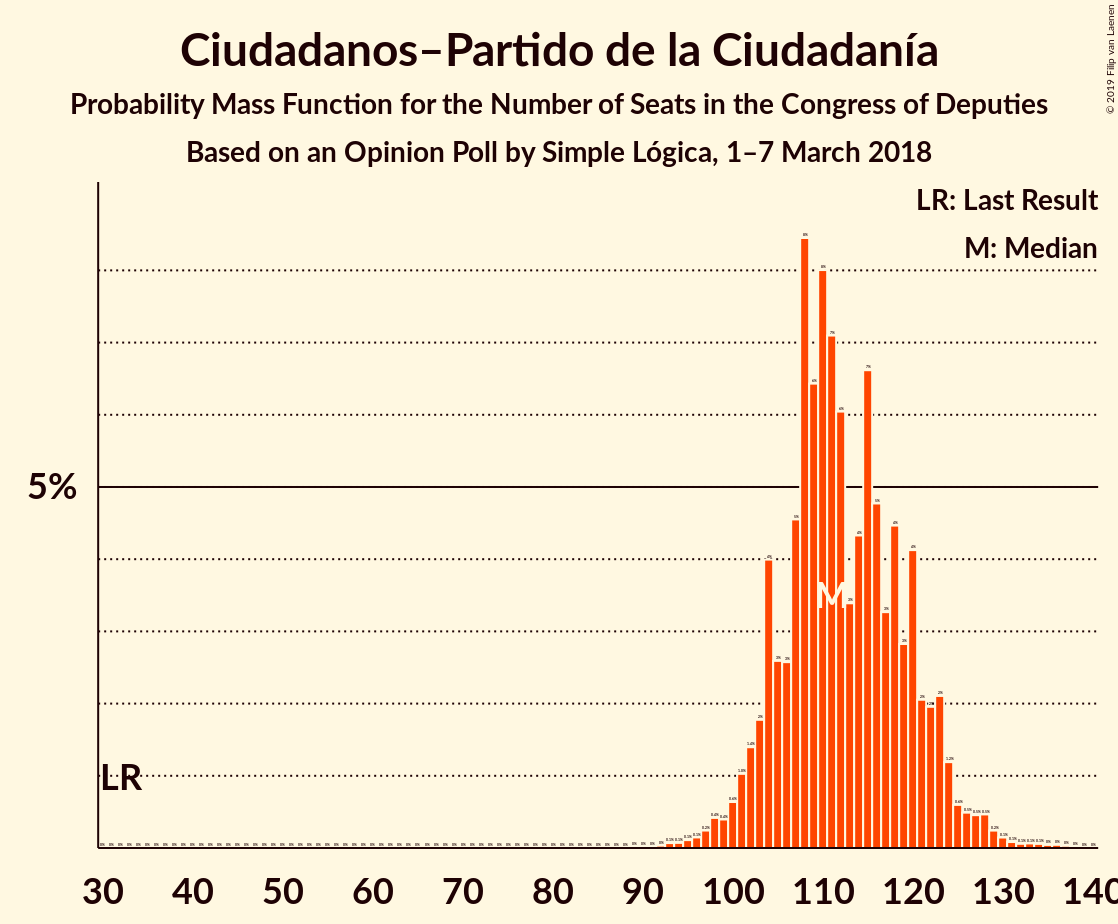 Ciudadanos–Partido de la Ciudadanía
Probability Mass Function for the Number of Seats in the Congress of Deputies
Based on an Opinion Poll by Simple Lógica, 1–7 March 2018
© 2019 Filip van Laenen
LR: Last Result
M: Median
5%
M
LR
30 40 50 60 70 80 90 100 110 120 130 140